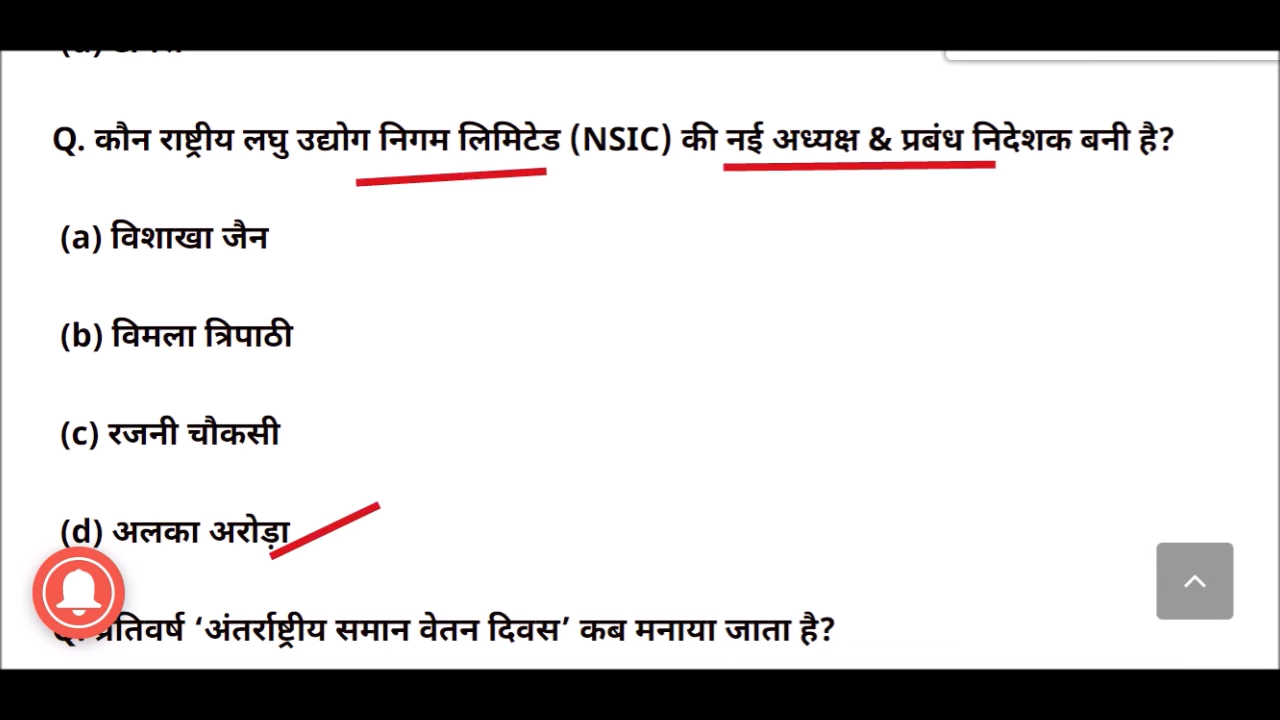 Q. कौन राष्ट्रीय लघु उद्योग निगम लिमिटेड (NSIC) की नई अध्यक्ष & प्रबंध निदेशक बनी है?
(a) विशाखा जैन
(b) विमला त्रिपाठी
(c) रजनी चौकसी
(d) अलका अरोड़ा
Q. प्रतिवर्ष ‘अंतर्राष्ट्रीय समान वेतन दिवस’ कब मनाया जाता है?